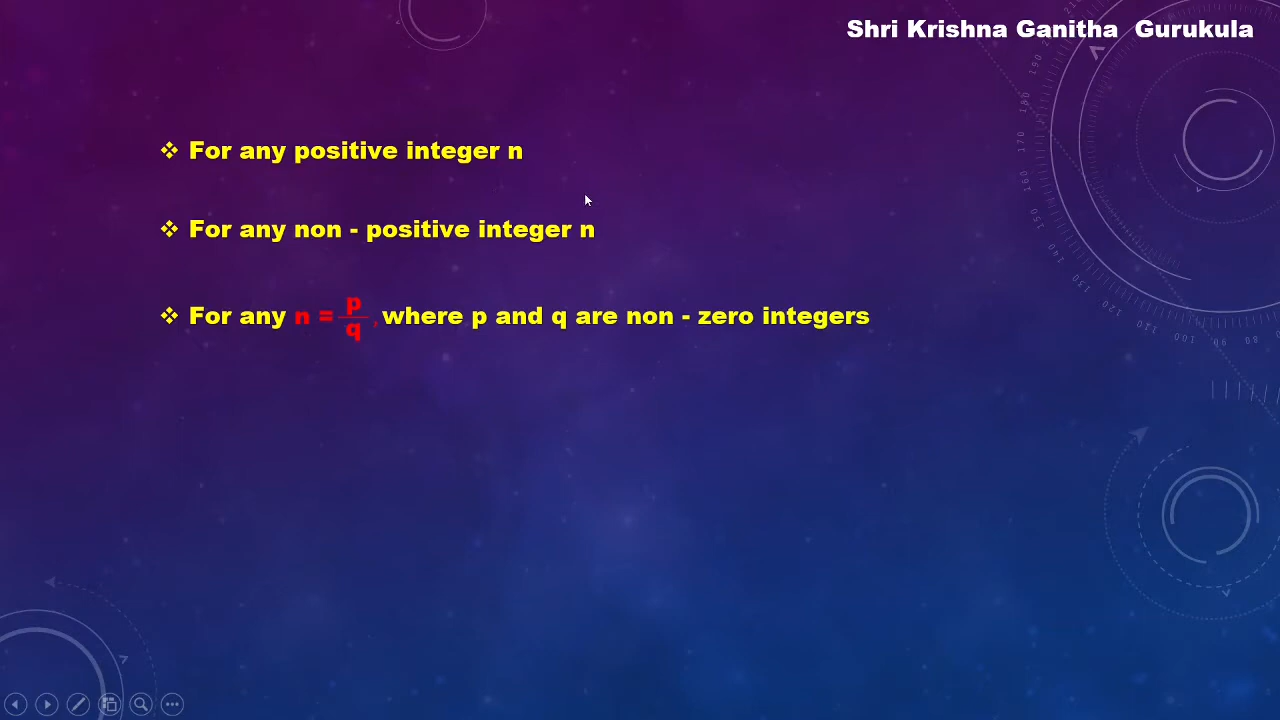 Shri Krishna Ganitha Gurukula
❖ For any positive integer n
❖ For any non - positive integer n
❖ For any n = p/q , where p and q are non - zero integers